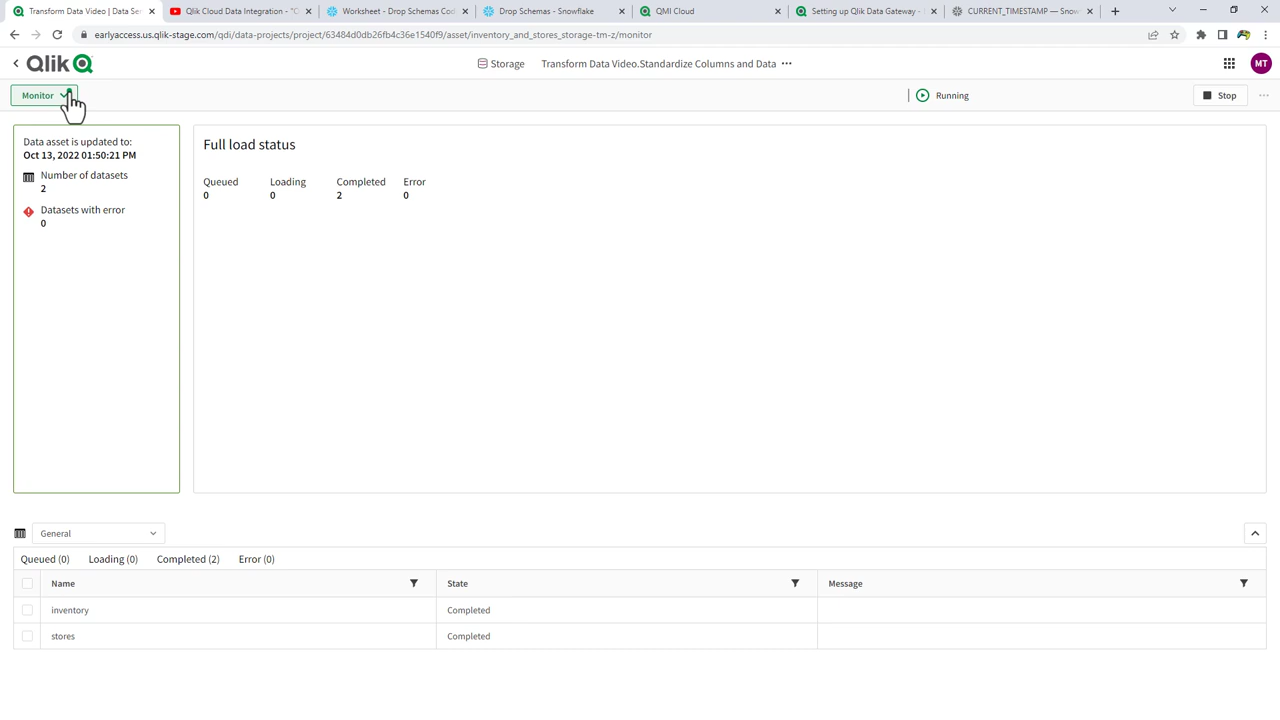 Transform Data Video | Data Se
Qlik Cloud Data Integration - "C
Worksheet - Drop Schemas Cod
Drop Schemas - Snowflake
QMI Cloud
Setting up Qlik Data Gateway -
CURRENT_TIMESTAMP — Snow
earlyaccess.us.qlik-stage.com/qdi/data-projects/project/63484d0db26fb4c36e1540f9/asset/inventory_and_stores_storage-tm-z/monitor
Qlik
Storage
Transform Data Video.Standardize Columns and Data
MT
Monitor
Running
Stop
Data asset is updated to:
Oct 13, 2022 01:50:21 PM
Number of datasets
2
Datasets with error
0
Full load status
Queued Loading Completed Error
0 0 2 0
General
Queued (0) Loading (0) Completed (2) Error (0)
Name State Message
inventory Completed
stores Completed